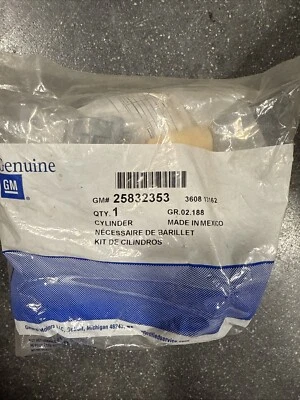 Genuine
GM
GM# 25832353 3608
QTY. 1 GR.02.188
CYLINDER MADE IN MEXICO
NECESSAIRE DE BARILLET
KIT DE CILINDROS
Michigan